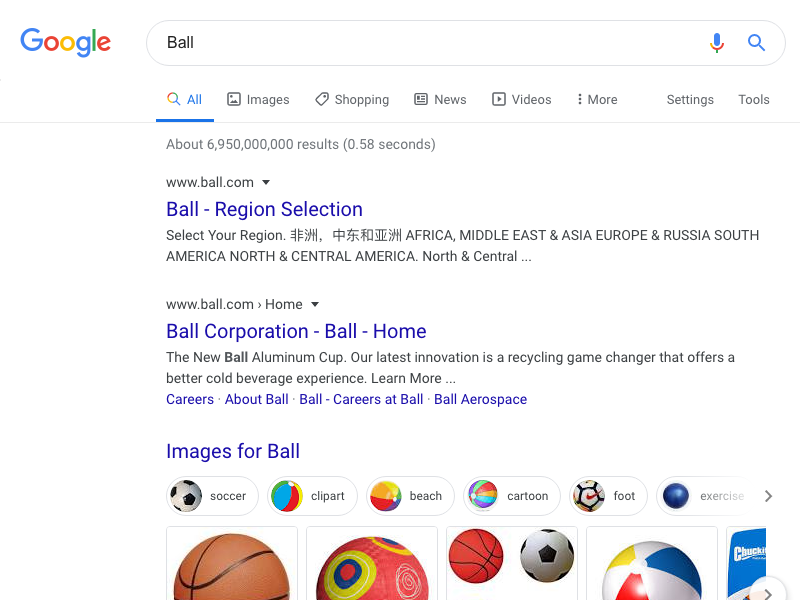 Google
Ball
All Images Shopping News Videos More Settings Tools
About 6,950,000,000 results (0.58 seconds)
www.ball.com
Ball - Region Selection
Select Your Region. 非洲，中东和亚洲 AFRICA, MIDDLE EAST & ASIA EUROPE & RUSSIA SOUTH
AMERICA NORTH & CENTRAL AMERICA. North & Central ...
www.ball.com › Home
Ball Corporation - Ball - Home
The New Ball Aluminum Cup. Our latest innovation is a recycling game changer that offers a
better cold beverage experience. Learn More ...
Careers · About Ball · Ball - Careers at Ball · Ball Aerospace
Images for Ball
soccer clipart beach cartoon foot exercise